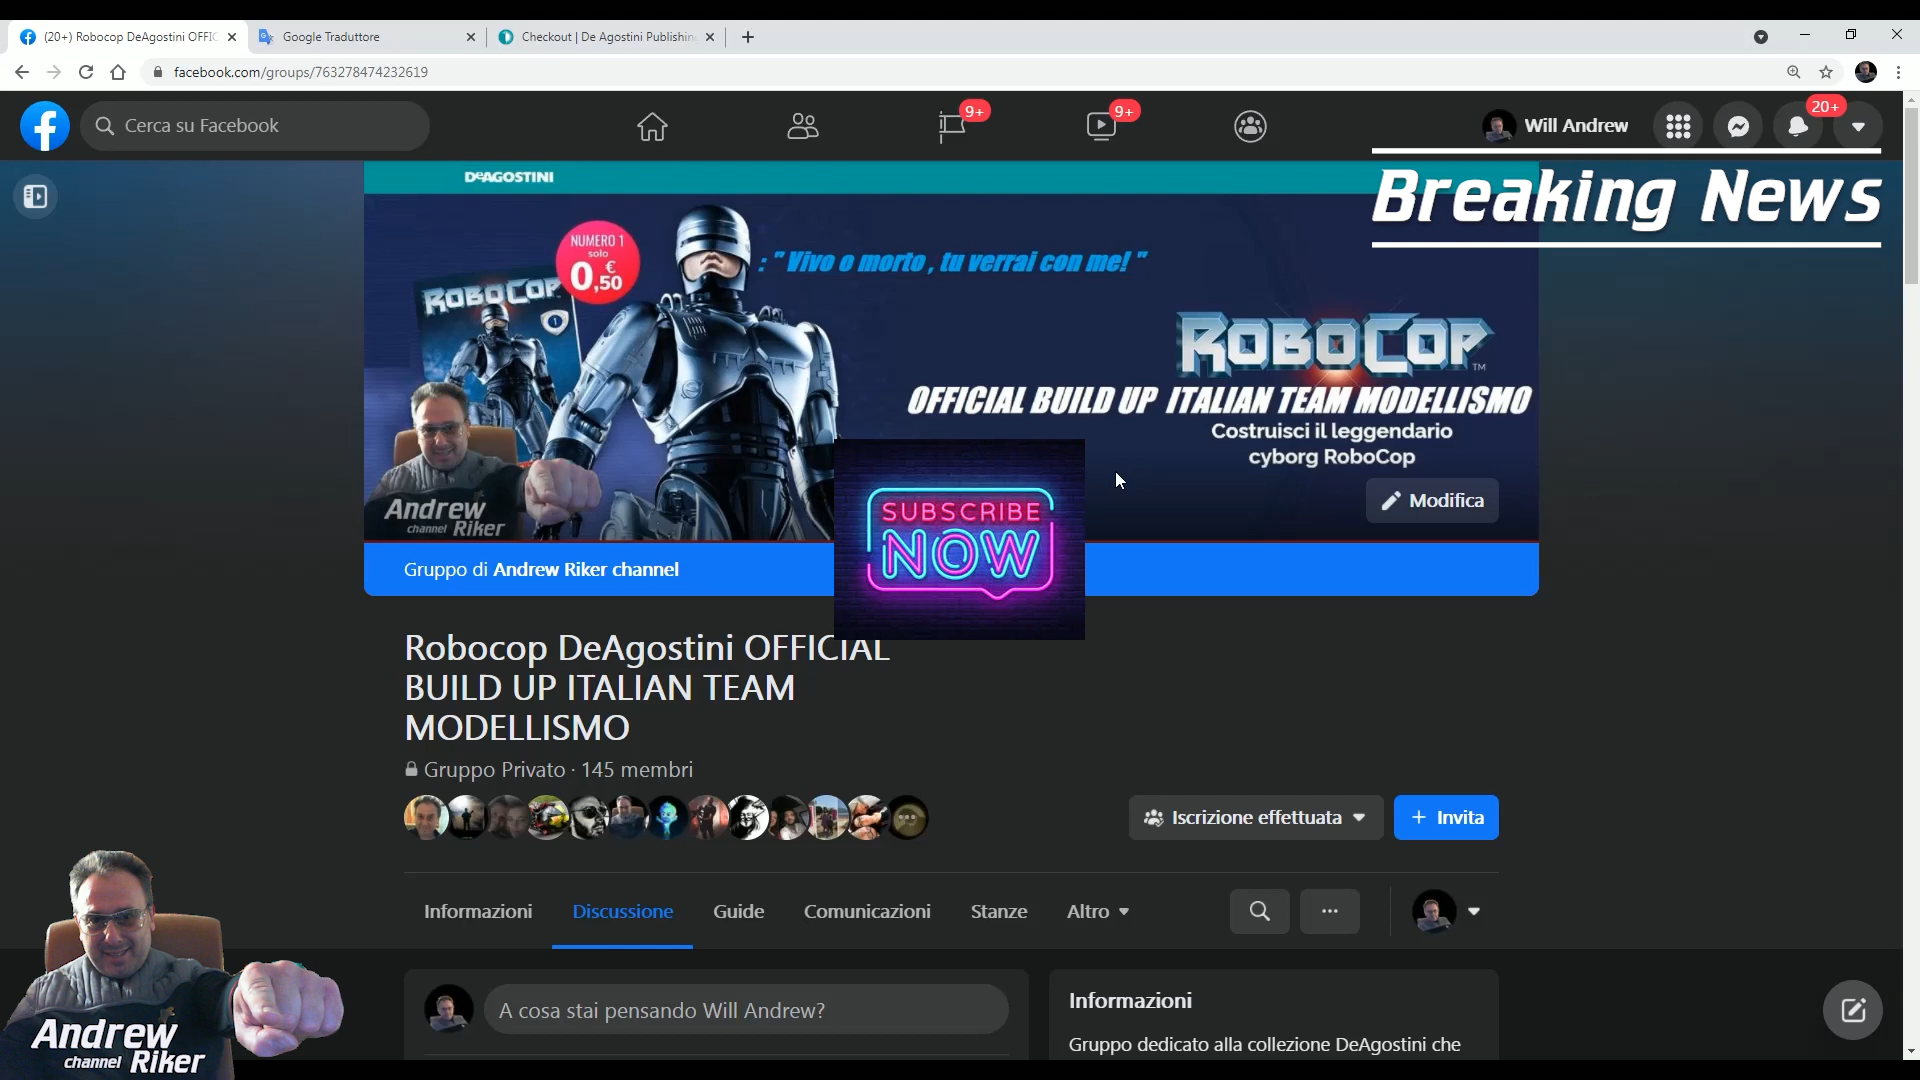 (20+) Robocop DeAgostini OFFIC
Google Traduttore
Checkout | De Agostini Publishin
facebook.com/groups/763278474232619
Cerca su Facebook
9+
9+
Will Andrew
20+
DeAGOSTINI
Breaking News
NUMERO 1
solo
0,50 €
ROBOCOP
1
: " Vivo o morto , tu verrai con me! "
ROBOCOP™
OFFICIAL BUILD UP ITALIAN TEAM MODELLISMO
Costruisci il leggendario
cyborg RoboCop
Modifica
Andrew
channel Riker
SUBSCRIBE
NOW
Gruppo di Andrew Riker channel
Robocop DeAgostini OFFICIAL
BUILD UP ITALIAN TEAM
MODELLISMO
Gruppo Privato · 145 membri
Iscrizione effettuata
+ Invita
Informazioni
Discussione
Guide
Comunicazioni
Stanze
Altro
A cosa stai pensando Will Andrew?
Informazioni
Gruppo dedicato alla collezione DeAgostini che
Andrew
channel Riker